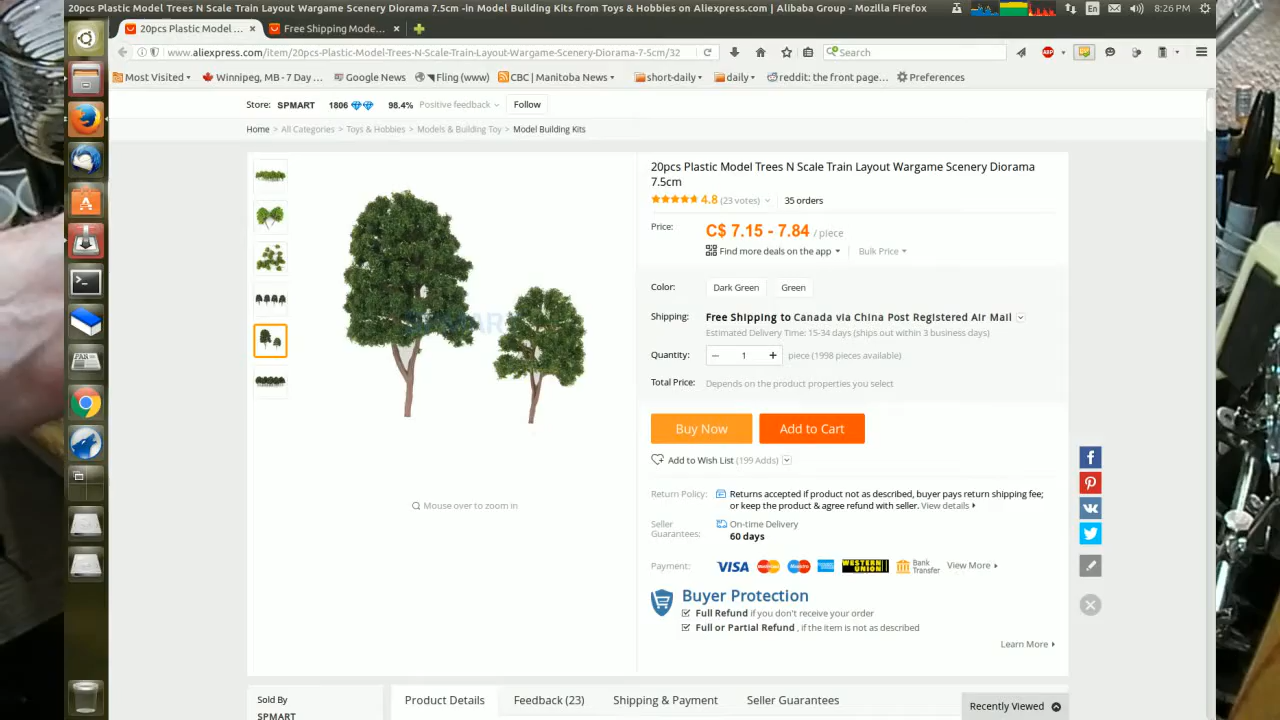 20pcs Plastic Model Trees N Scale Train Layout Wargame Scenery Diorama 7.5cm -in Model Building Kits from Toys & Hobbies on Aliexpress.com | Alibaba Group - Mozilla Firefox
En
8:26 PM
20pcs Plastic Model ...
Free Shipping Mode...
www.aliexpress.com/item/20pcs-Plastic-Model-Trees-N-Scale-Train-Layout-Wargame-Scenery-Diorama-7-5cm/32
Search
ABP
Most Visited
Winnipeg, MB - 7 Day ...
Google News
Fling (www)
CBC | Manitoba News
short-daily
daily
reddit: the front page...
Preferences
Store: SPMART 1806 98.4% Positive feedback Follow
Home > All Categories > Toys & Hobbies > Models & Building Toy > Model Building Kits
20pcs Plastic Model Trees N Scale Train Layout Wargame Scenery Diorama
7.5cm
4.8 (23 votes) 35 orders
Price: C$ 7.15 - 7.84 / piece
Find more deals on the app Bulk Price
Color: Dark Green Green
SPMART
Shipping: Free Shipping to Canada via China Post Registered Air Mail
Estimated Delivery Time: 15-34 days (ships out within 3 business days)
Quantity: – 1 + piece (1998 pieces available)
Total Price: Depends on the product properties you select
Buy Now Add to Cart
Add to Wish List (199 Adds)
Return Policy: Returns accepted if product not as described, buyer pays return shipping fee;
or keep the product & agree refund with seller. View details
Mouse over to zoom in
Seller
Guarantees: On-time Delivery
60 days
Payment: VISA MasterCard Maestro WESTERN UNION Bank Transfer View More
Buyer Protection
Full Refund if you don't receive your order
Full or Partial Refund , if the item is not as described
Learn More
Sold By
SPMART
Product Details Feedback (23) Shipping & Payment Seller Guarantees
Recently Viewed